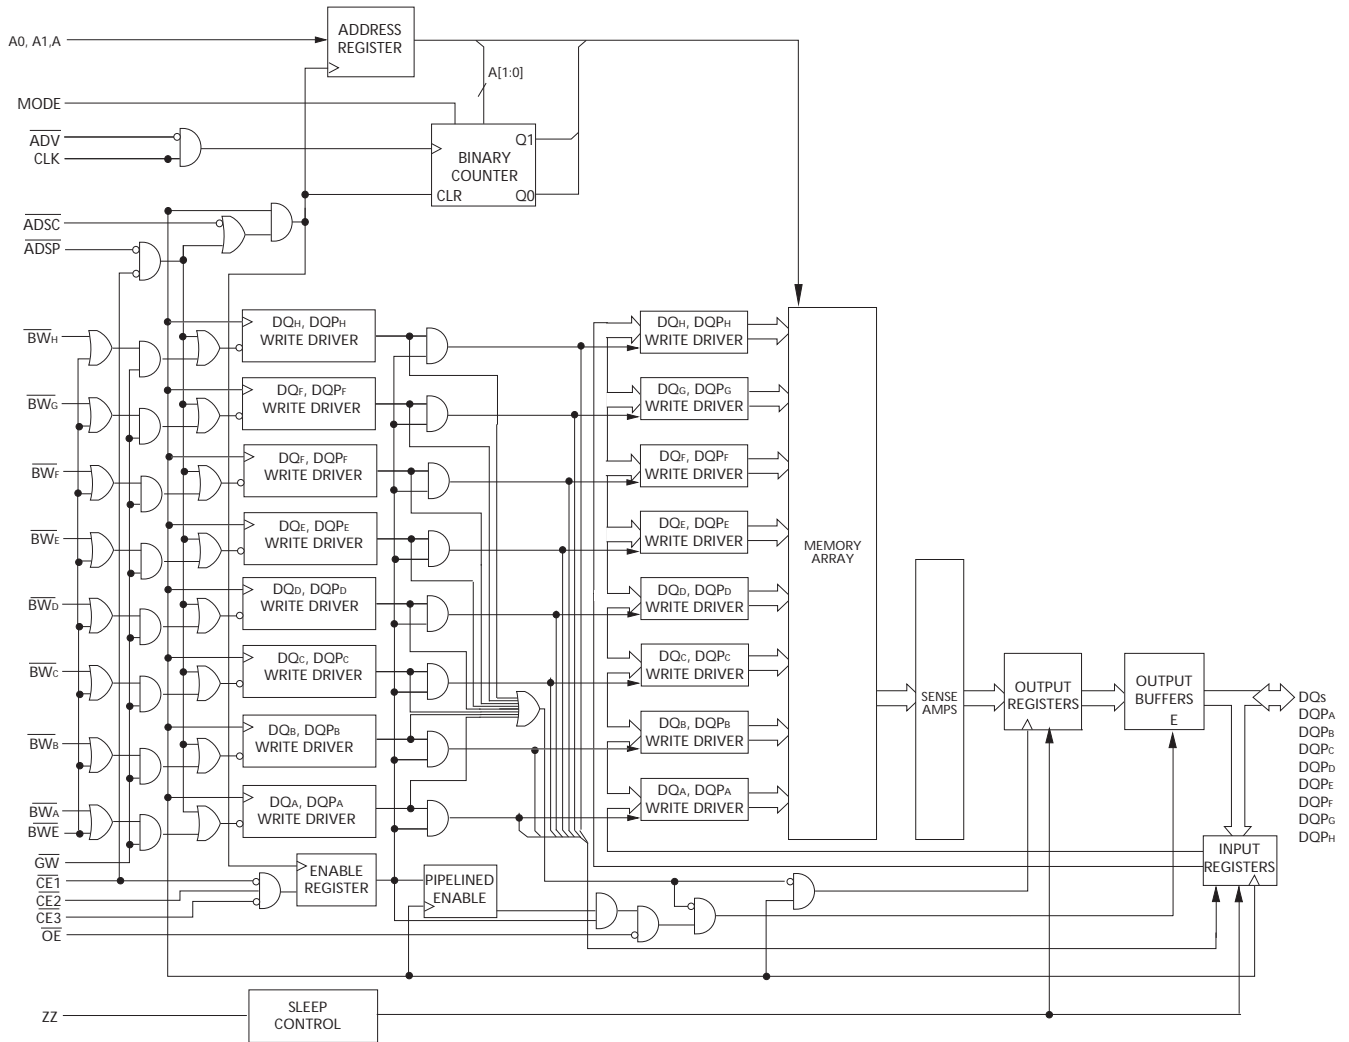 A0, A1,A
ADDRESS
REGISTER
A[1:0]
MODE
ADV
CLK
BINARY
COUNTER
Q1
CLR
Q0
ADSC
ADSP
BWH
DQH, DQPH
WRITE DRIVER
DQH, DQPH
WRITE DRIVER
BWG
DQF, DQPF
WRITE DRIVER
DQG, DQPG
WRITE DRIVER
BWF
DQF, DQPF
WRITE DRIVER
DQF, DQPF
WRITE DRIVER
BWE
DQE, DQPE
WRITE DRIVER
DQE, DQPE
WRITE DRIVER
MEMORY
ARRAY
BWD
DQD, DQPD
WRITE DRIVER
DQD, DQPD
WRITE DRIVER
BWC
DQC, DQPC
WRITE DRIVER
DQC, DQPC
WRITE DRIVER
BWB
DQB, DQPB
WRITE DRIVER
DQB, DQPB
WRITE DRIVER
BWA
DQA, DQPA
WRITE DRIVER
DQA, DQPA
WRITE DRIVER
SENSE
AMPS
OUTPUT
REGISTERS
OUTPUT
BUFFERS
E
DQs
DQPA
DQPB
DQPC
DQPD
DQPE
DQPF
DQPG
DQPH
INPUT
REGISTERS
BWE
GW
CE1
CE2
CE3
OE
ENABLE
REGISTER
PIPELINED
ENABLE
ZZ
SLEEP
CONTROL